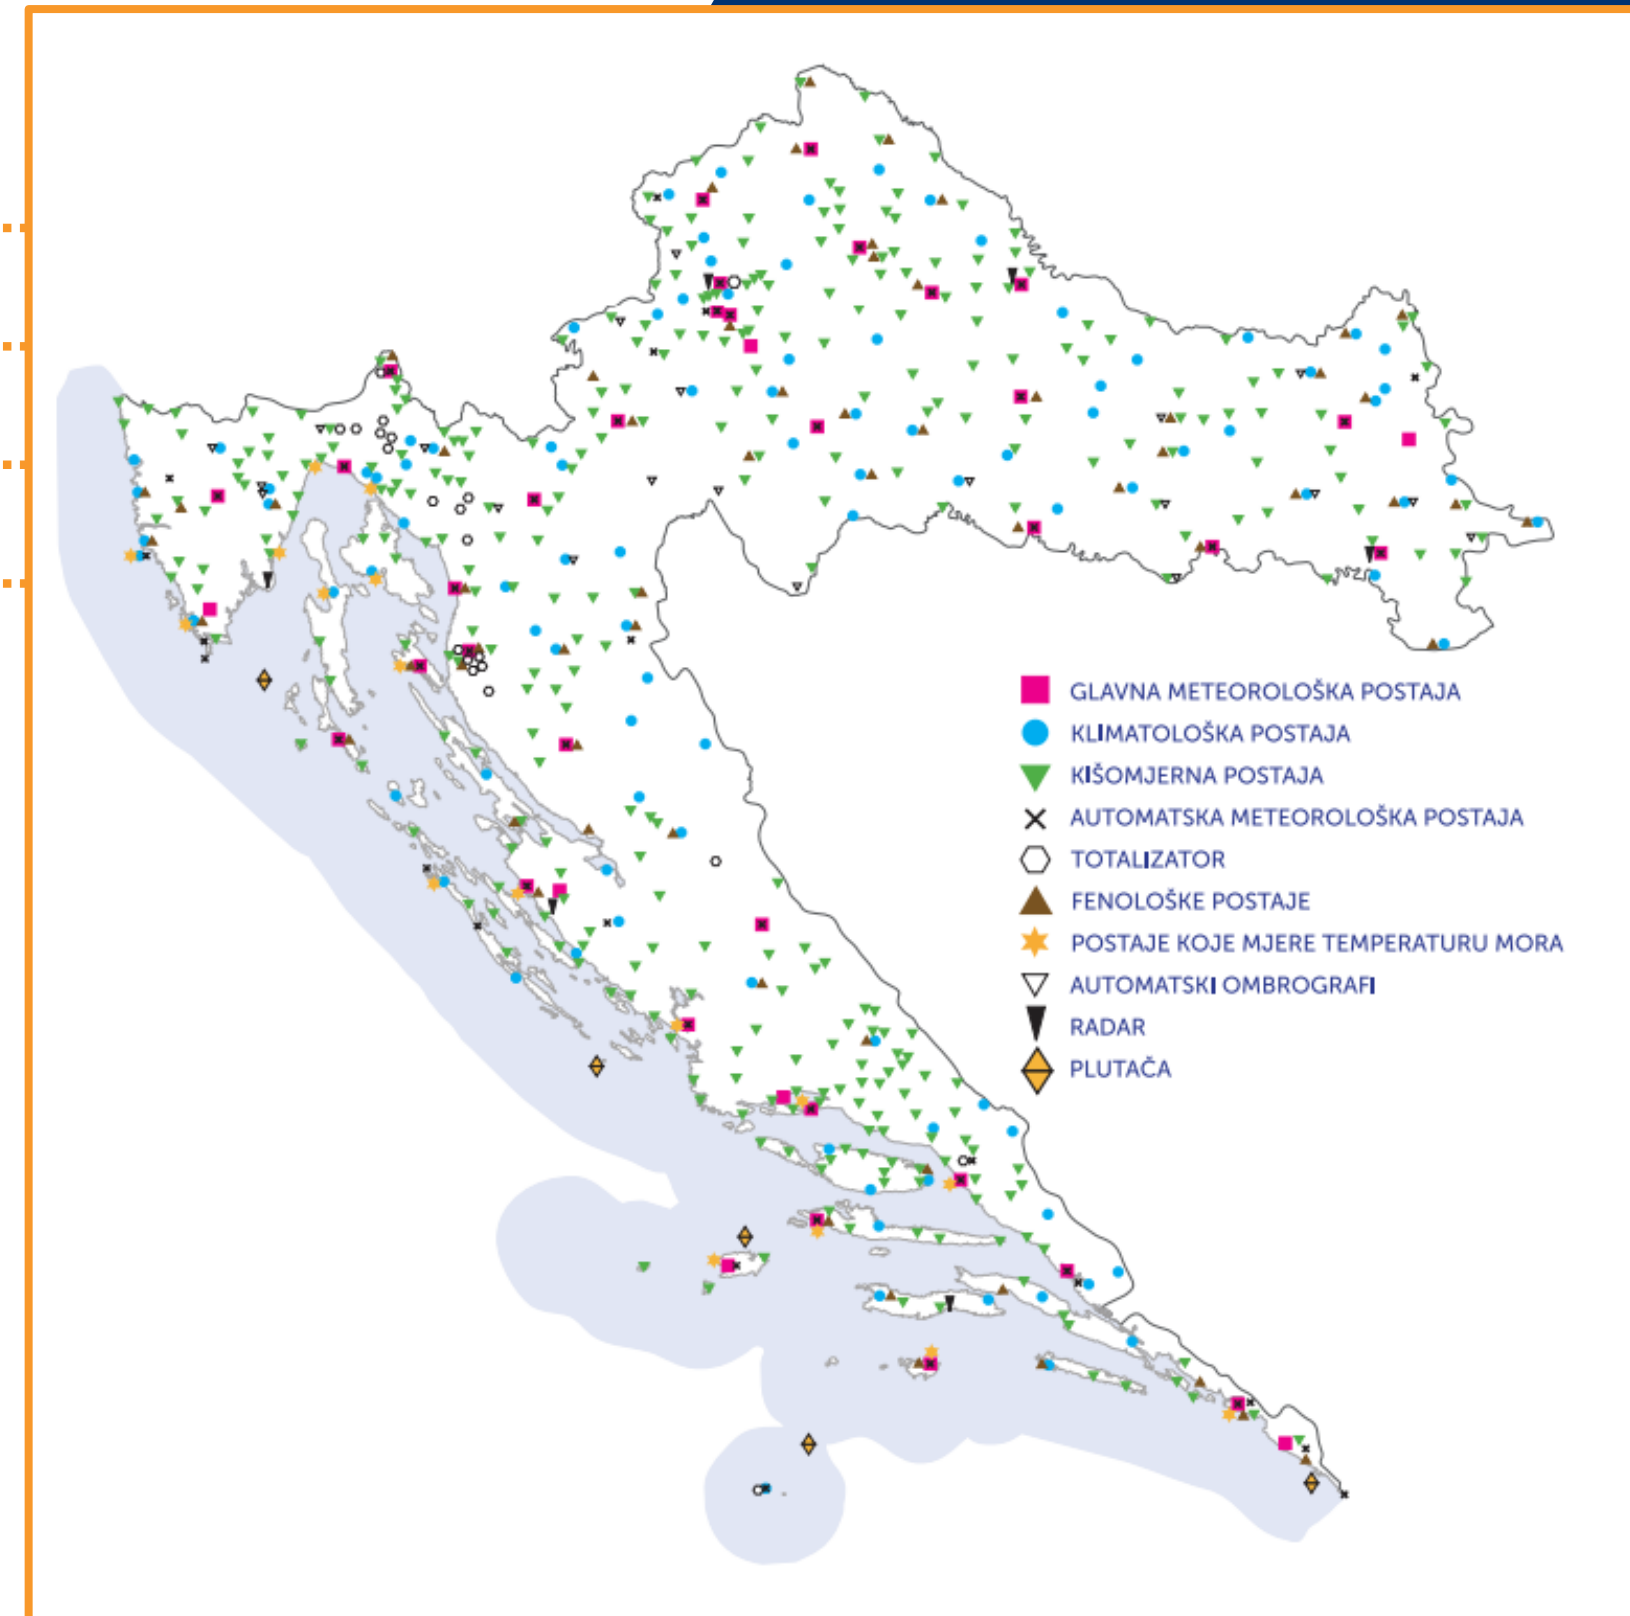 GLAVNA METEOROLOŠKA POSTAJA
KLIMATOLOŠKA POSTAJA
KIŠOMJERNA POSTAJA
AUTOMATSKA METEOROLOŠKA POSTAJA
TOTALIZATOR
FENOLOŠKE POSTAJE
POSTAJE KOJE MJERE TEMPERATURU MORA
AUTOMATSKI OMBROGRAFI
RADAR
PLUTAČA